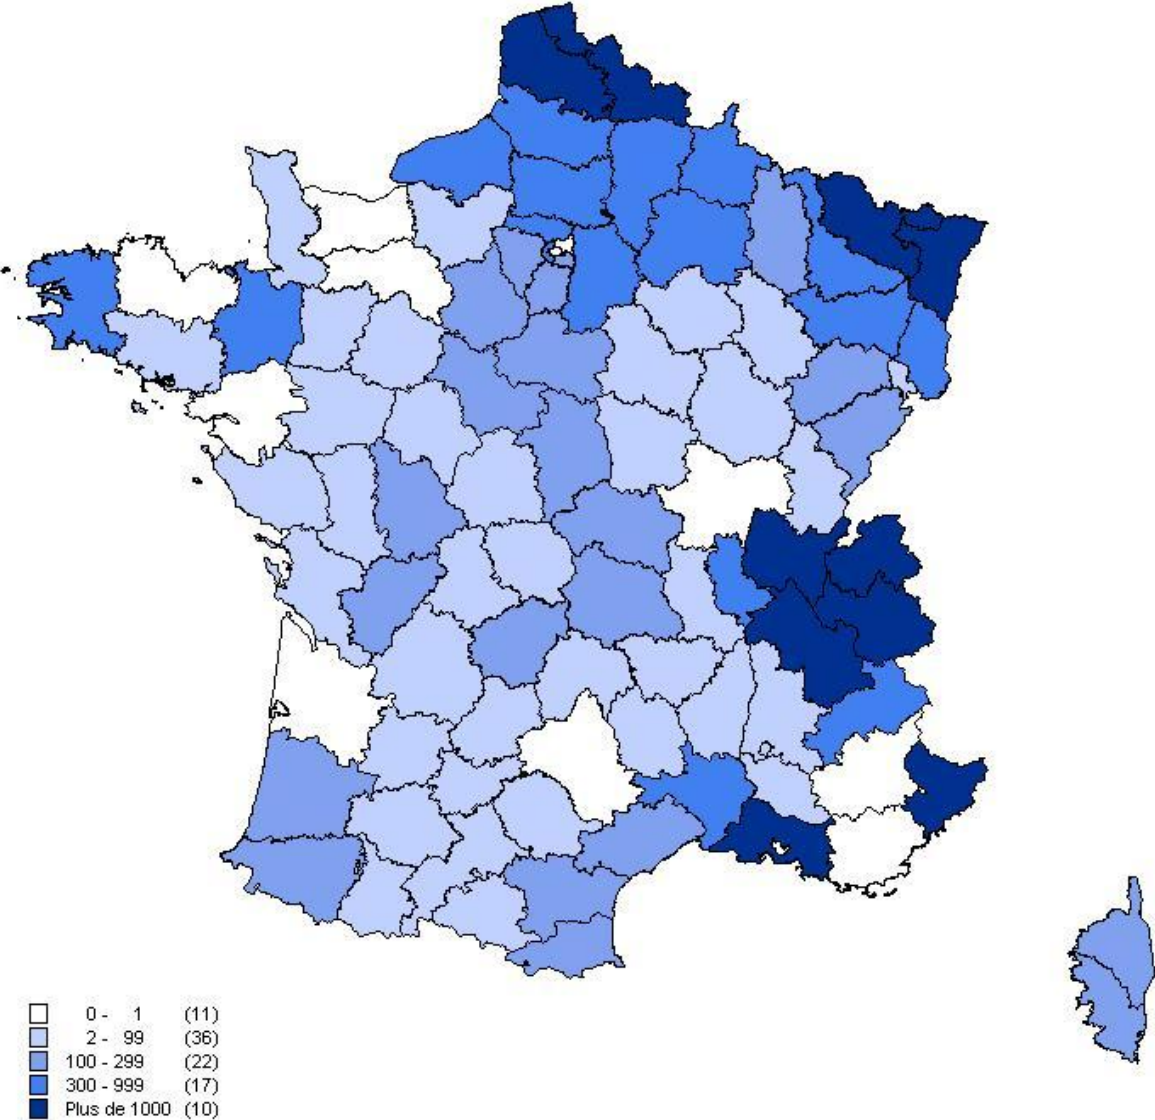 0 - 1 (11)
2 - 99 (36)
100 - 299 (22)
300 - 999 (17)
Plus de 1000 (10)